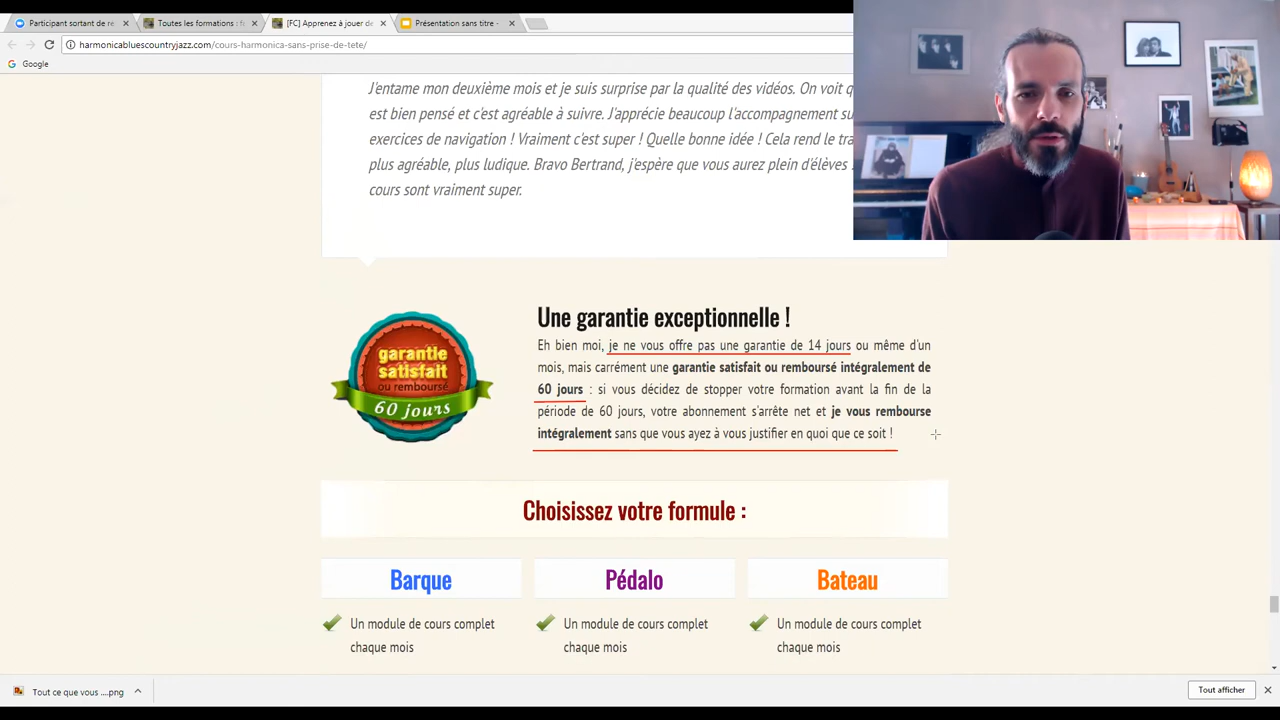 Participant sortant de ré
Toutes les formations : f
[FC] Apprenez à jouer de
Présentation sans titre -
harmonicabluescountryjazz.com/cours-harmonica-sans-prise-de-tete/
Google
J'entame mon deuxième mois et je suis surprise par la qualité des vidéos. On voit q
est bien pensé et c'est agréable à suivre. J'apprécie beaucoup l'accompagnement su
exercices de navigation ! Vraiment c'est super ! Quelle bonne idée ! Cela rend le tra
plus agréable, plus ludique. Bravo Bertrand, j'espère que vous aurez plein d'élèves
cours sont vraiment super.
garantie
satisfait
ou remboursé
60 jours
Une garantie exceptionnelle !
Eh bien moi, je ne vous offre pas une garantie de 14 jours ou même d'un
mois, mais carrément une garantie satisfait ou remboursé intégralement de
60 jours : si vous décidez de stopper votre formation avant la fin de la
période de 60 jours, votre abonnement s'arrête net et je vous rembourse
intégralement sans que vous ayez à vous justifier en quoi que ce soit !
Choisissez votre formule :
Barque
Pédalo
Bateau
Un module de cours complet
chaque mois
Un module de cours complet
chaque mois
Un module de cours complet
chaque mois
Tout ce que vous ....png
Tout afficher